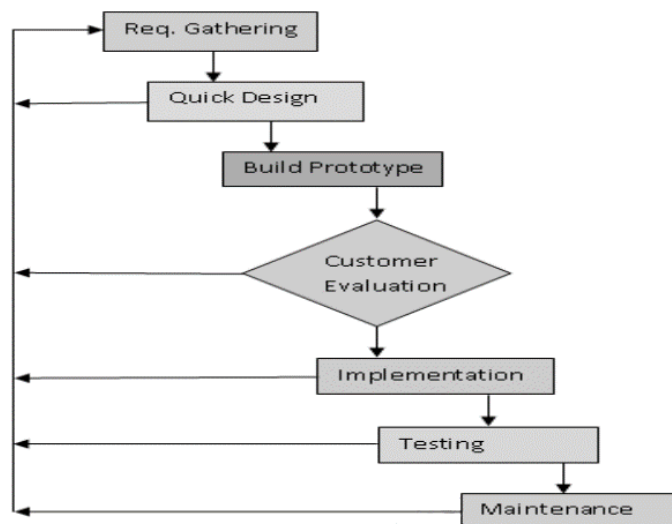 Req. Gathering
Quick Design
Build Prototype
Customer
Evaluation
Implementation
Testing
Maintenance